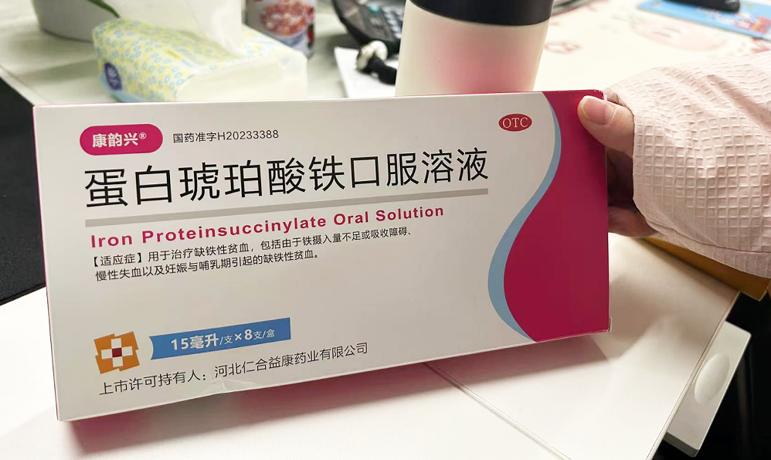 康韵兴®
国药准字H20233388
OTC
蛋白琥珀酸铁口服溶液
Iron Proteinsuccinylate Oral Solution
【适应症】用于治疗缺铁性贫血，包括由于铁摄入量不足或吸收障碍、
慢性失血以及妊娠与哺乳期引起的缺铁性贫血。
15毫升/支×8支/盒
上市许可持有人：河北仁合益康药业有限公司